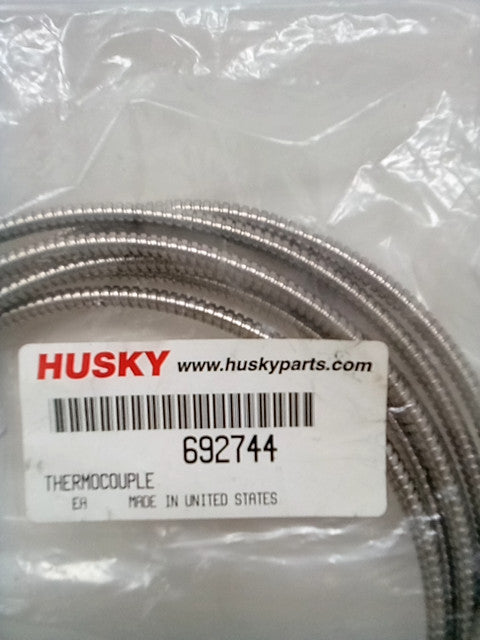 HUSKY www.huskyparts.com
692744
THERMOCOUPLE
EA MADE IN UNITED STATES